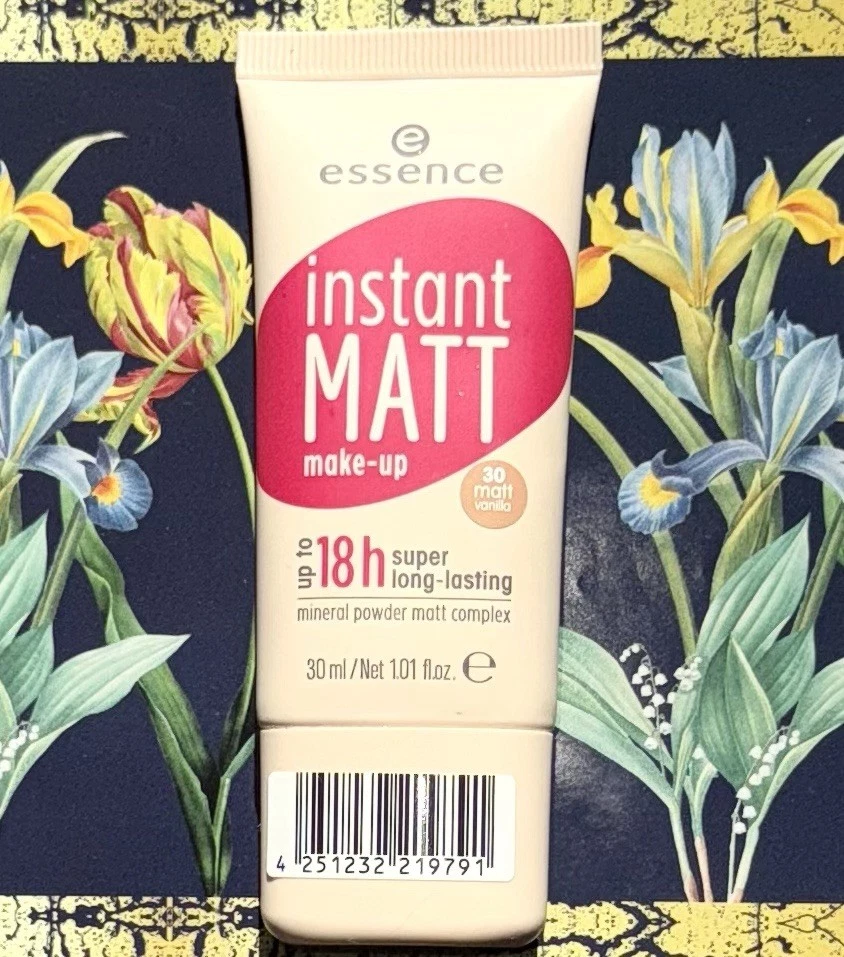 e
essence
instant
MATT
make-up
30
matt
vanilla
up to 18h super
long-lasting
mineral powder matt complex
30 ml / Net 1.01 fl.oz. ℮
4 251232 219791